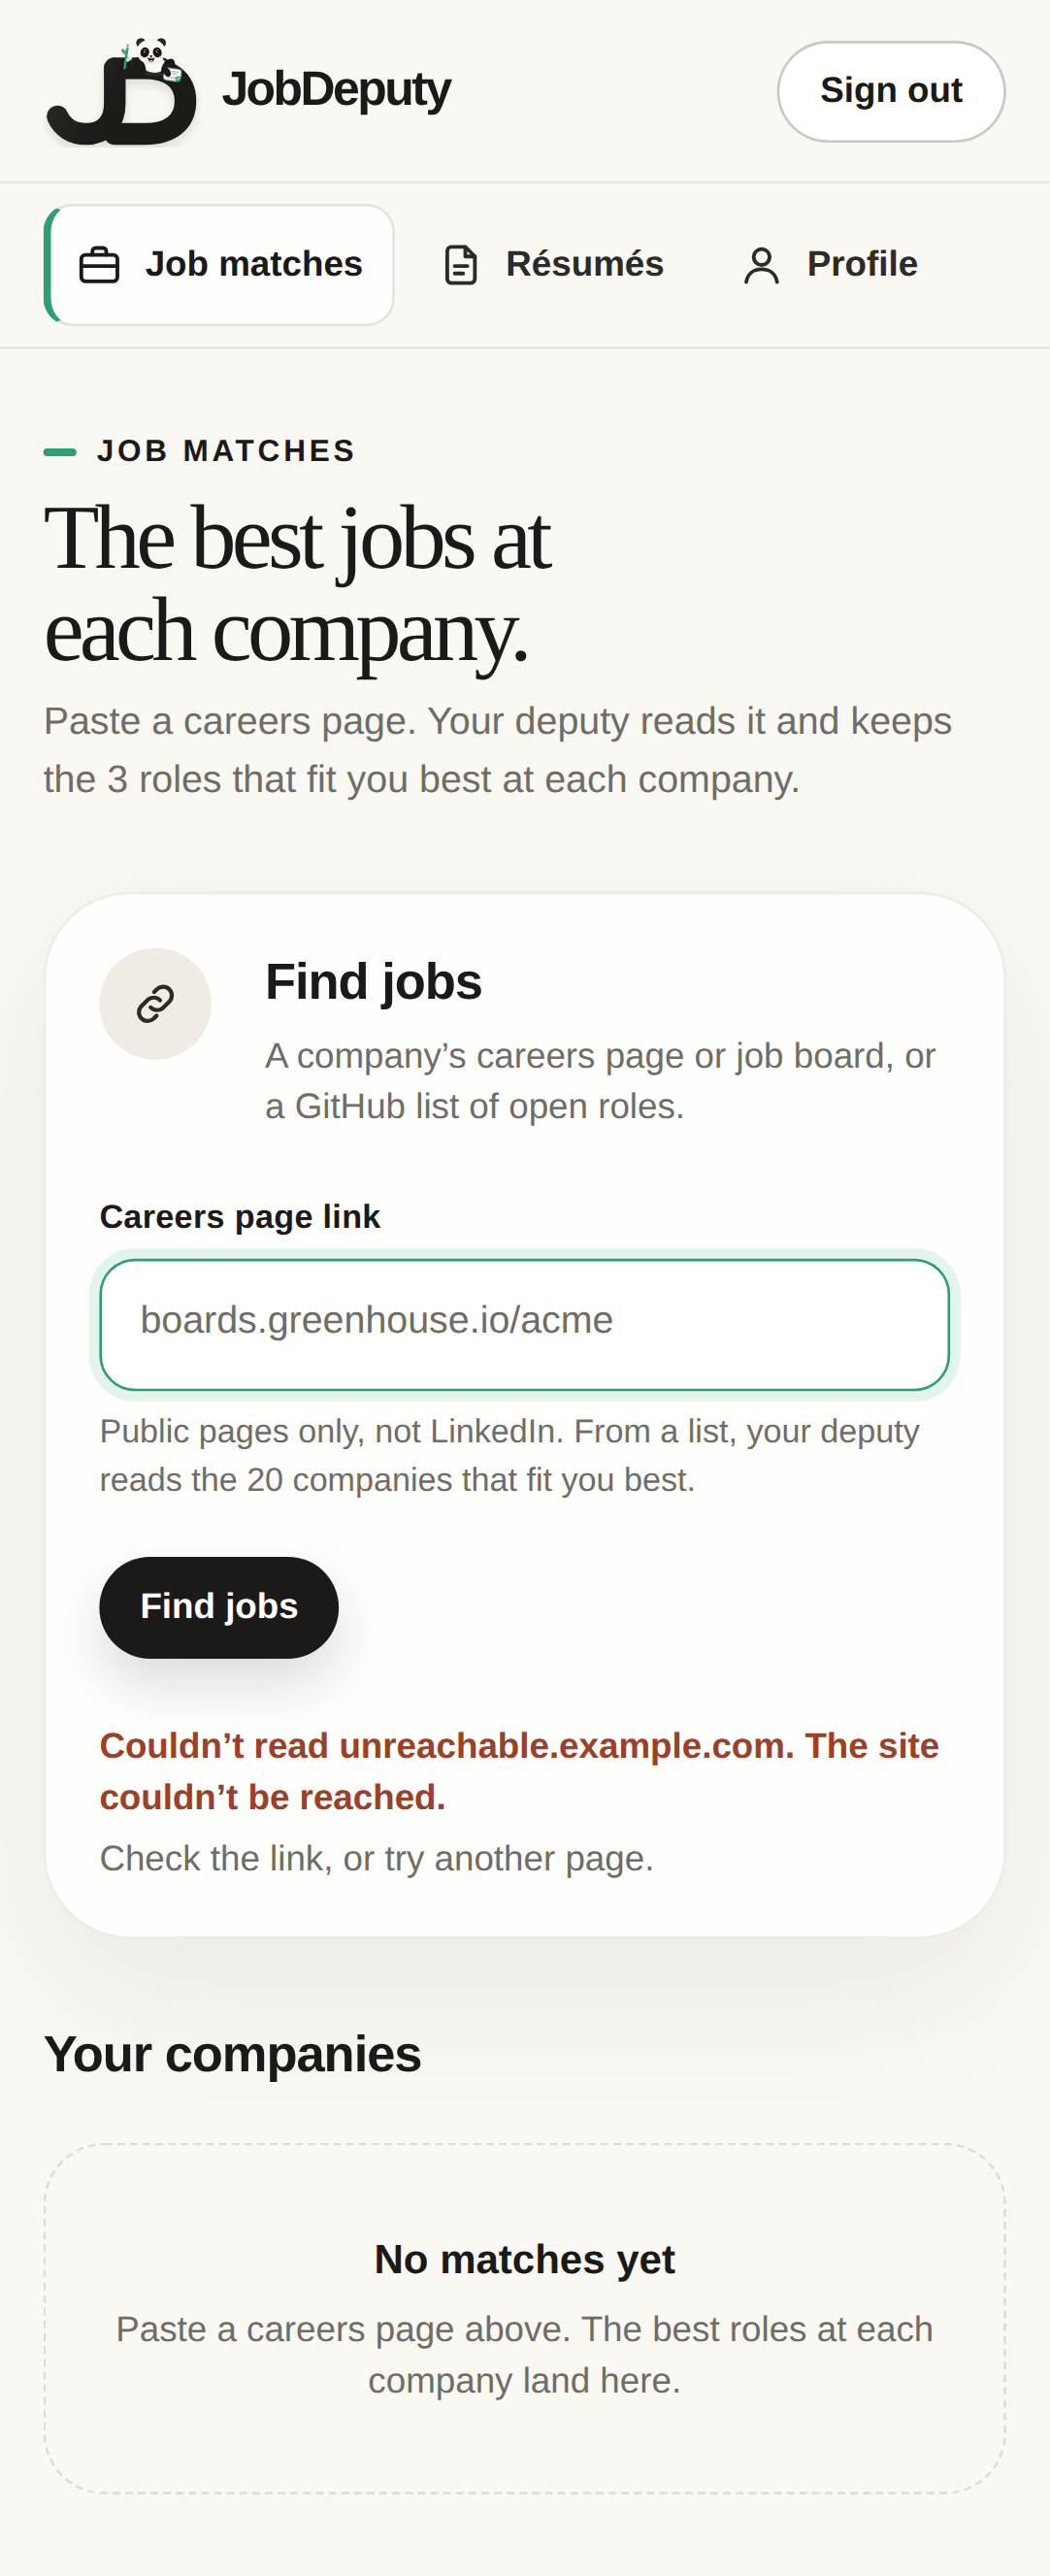 JobDeputy
Sign out
Job matches
Résumés
Profile
JOB MATCHES
The best jobs at
each company.
Paste a careers page. Your deputy reads it and keeps
the 3 roles that fit you best at each company.
Find jobs
A company’s careers page or job board, or
a GitHub list of open roles.
Careers page link
boards.greenhouse.io/acme
Public pages only, not LinkedIn. From a list, your deputy
reads the 20 companies that fit you best.
Find jobs
Couldn’t read unreachable.example.com. The site
couldn’t be reached.
Check the link, or try another page.
Your companies
No matches yet
Paste a careers page above. The best roles at each
company land here.